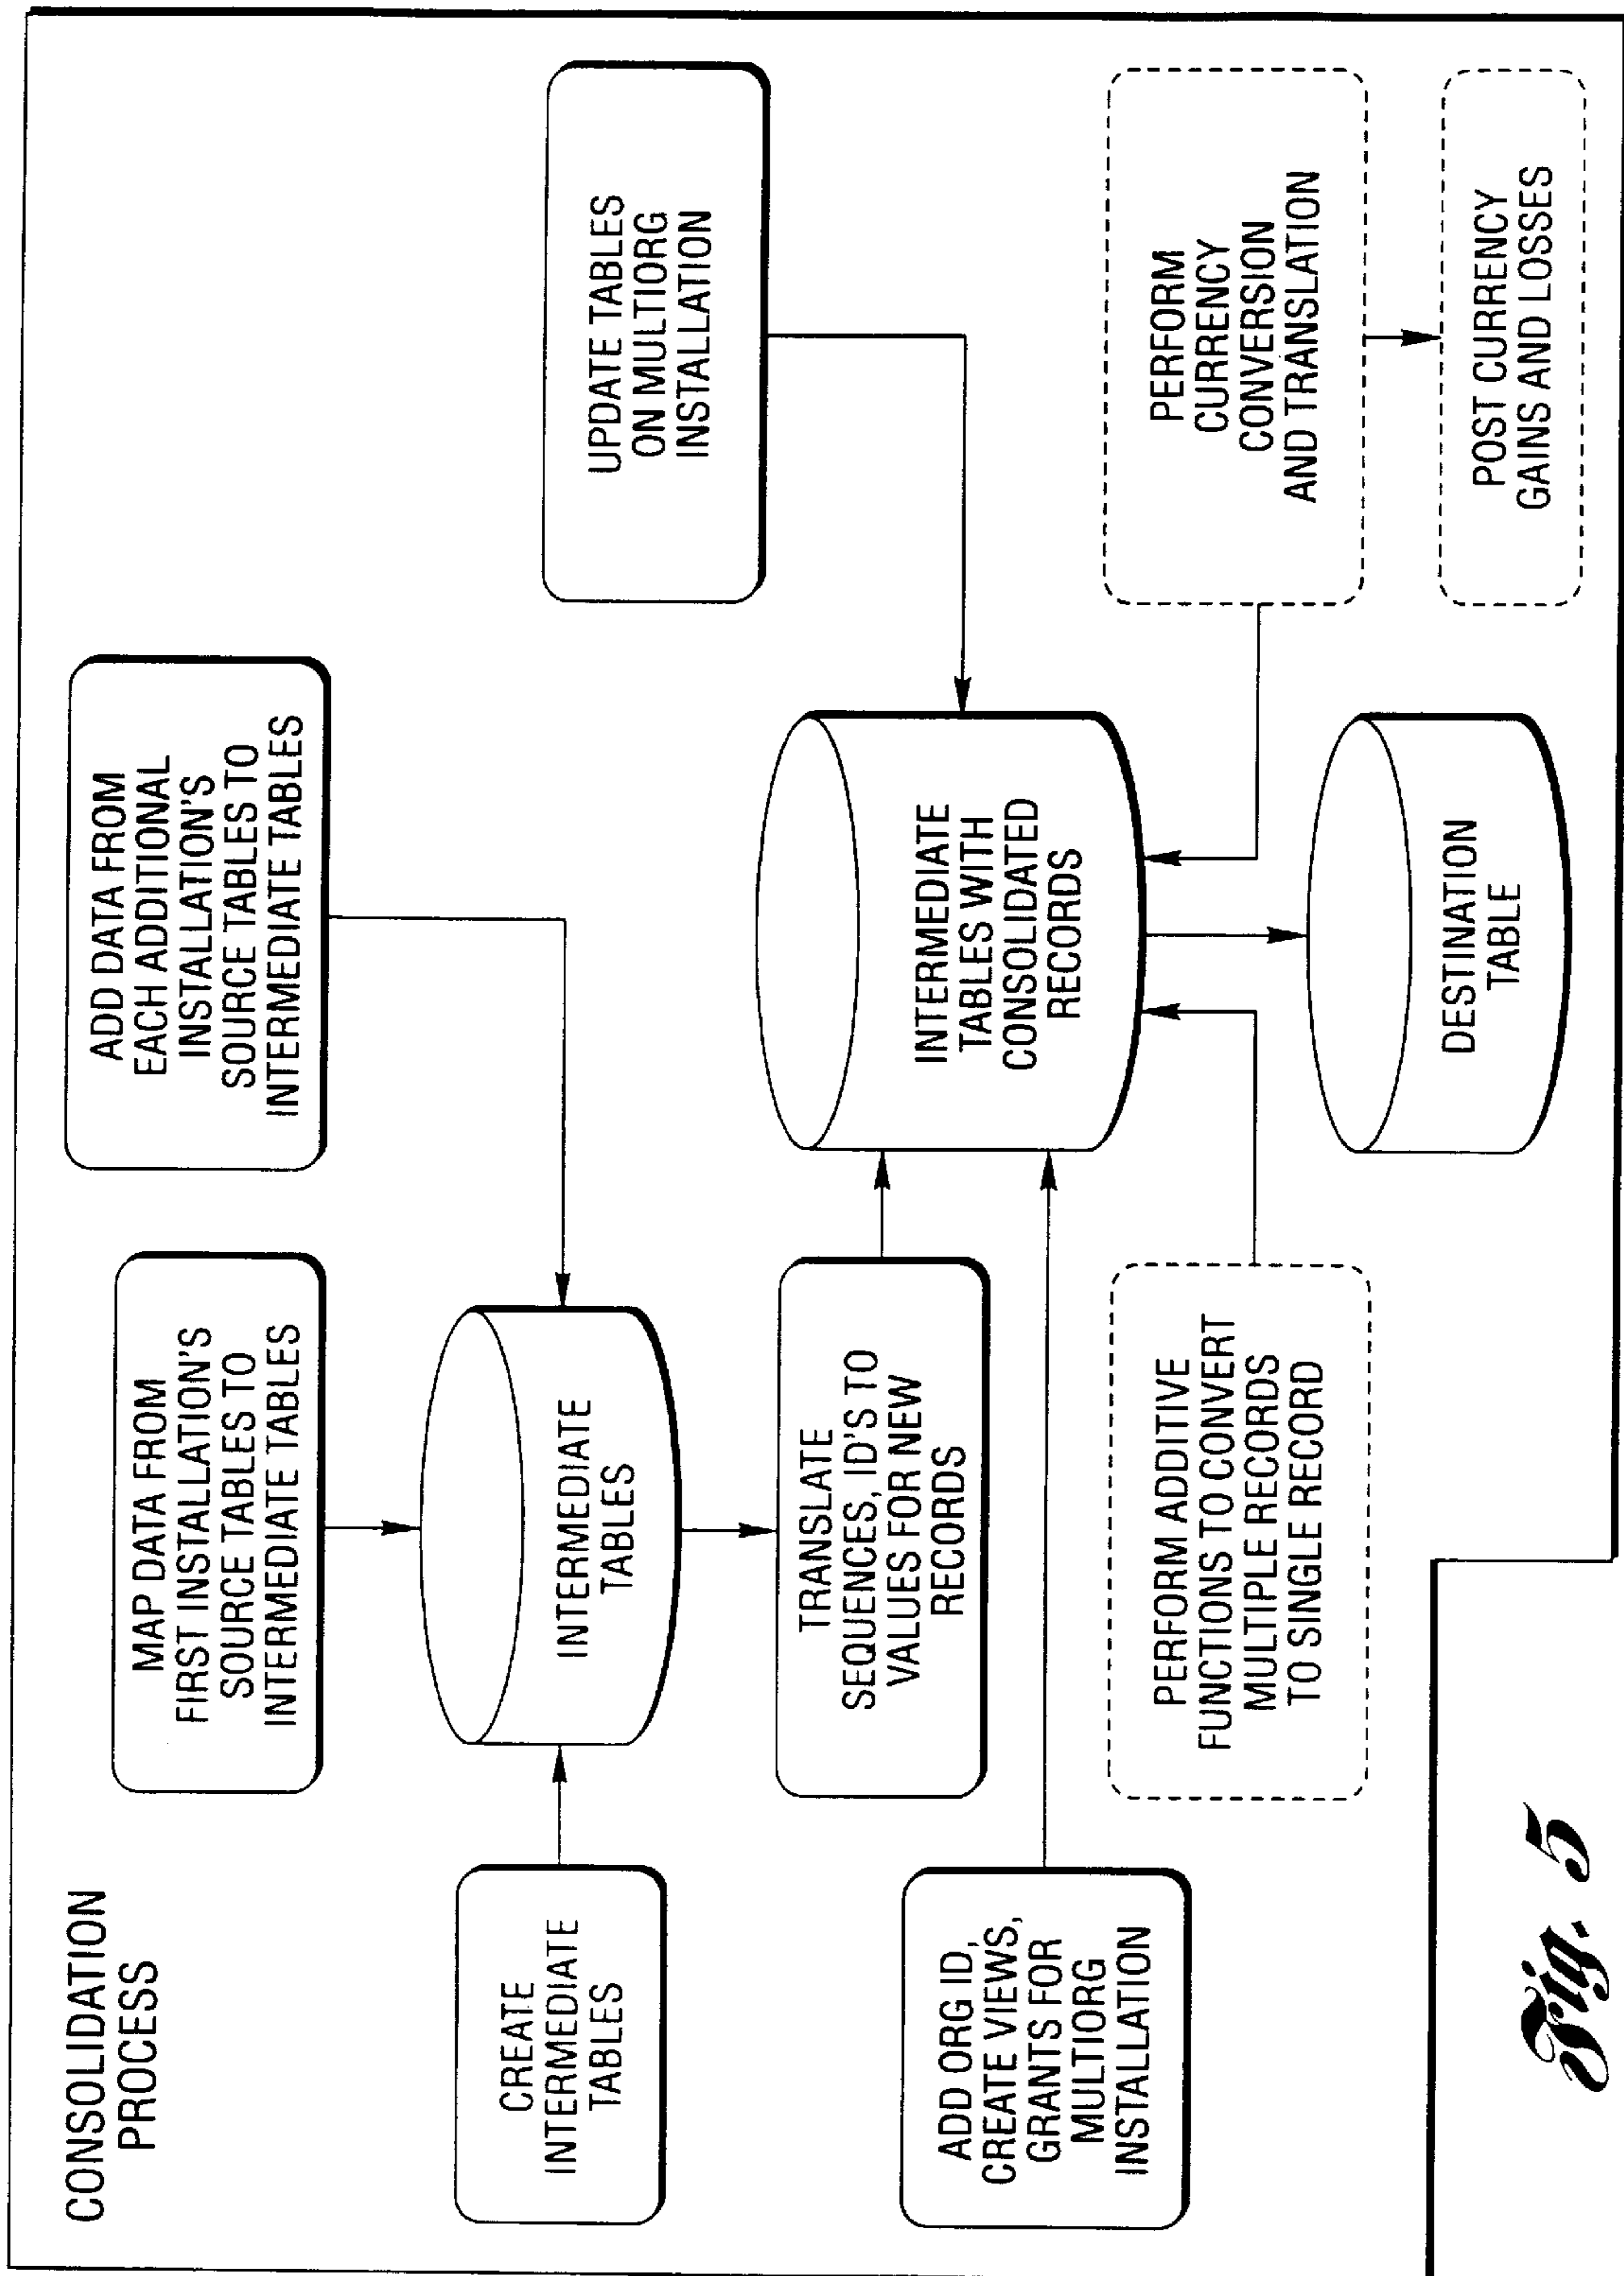 CONSOLIDATION
PROCESS
MAP DATA FROM
FIRST INSTALLATION'S
SOURCE TABLES TO
INTERMEDIATE TABLES
ADD DATA FROM
EACH ADDITIONAL
INSTALLATION'S
SOURCE TABLES TO
INTERMEDIATE TABLES
CREATE
INTERMEDIATE
TABLES
INTERMEDIATE
TABLES
UPDATE TABLES
ON MULTIORG
INSTALLATION
TRANSLATE
SEQUENCES, ID'S TO
VALUES FOR NEW
RECORDS
INTERMEDIATE
TABLES WITH
CONSOLIDATED
RECORDS
ADD ORG ID,
CREATE VIEWS,
GRANTS FOR
MULTIORG
INSTALLATION
PERFORM ADDITIVE
FUNCTIONS TO CONVERT
MULTIPLE RECORDS
TO SINGLE RECORD
PERFORM
CURRENCY
CONVERSION
AND TRANSLATION
DESTINATION
TABLE
POST CURRENCY
GAINS AND LOSSES
Fig. 5